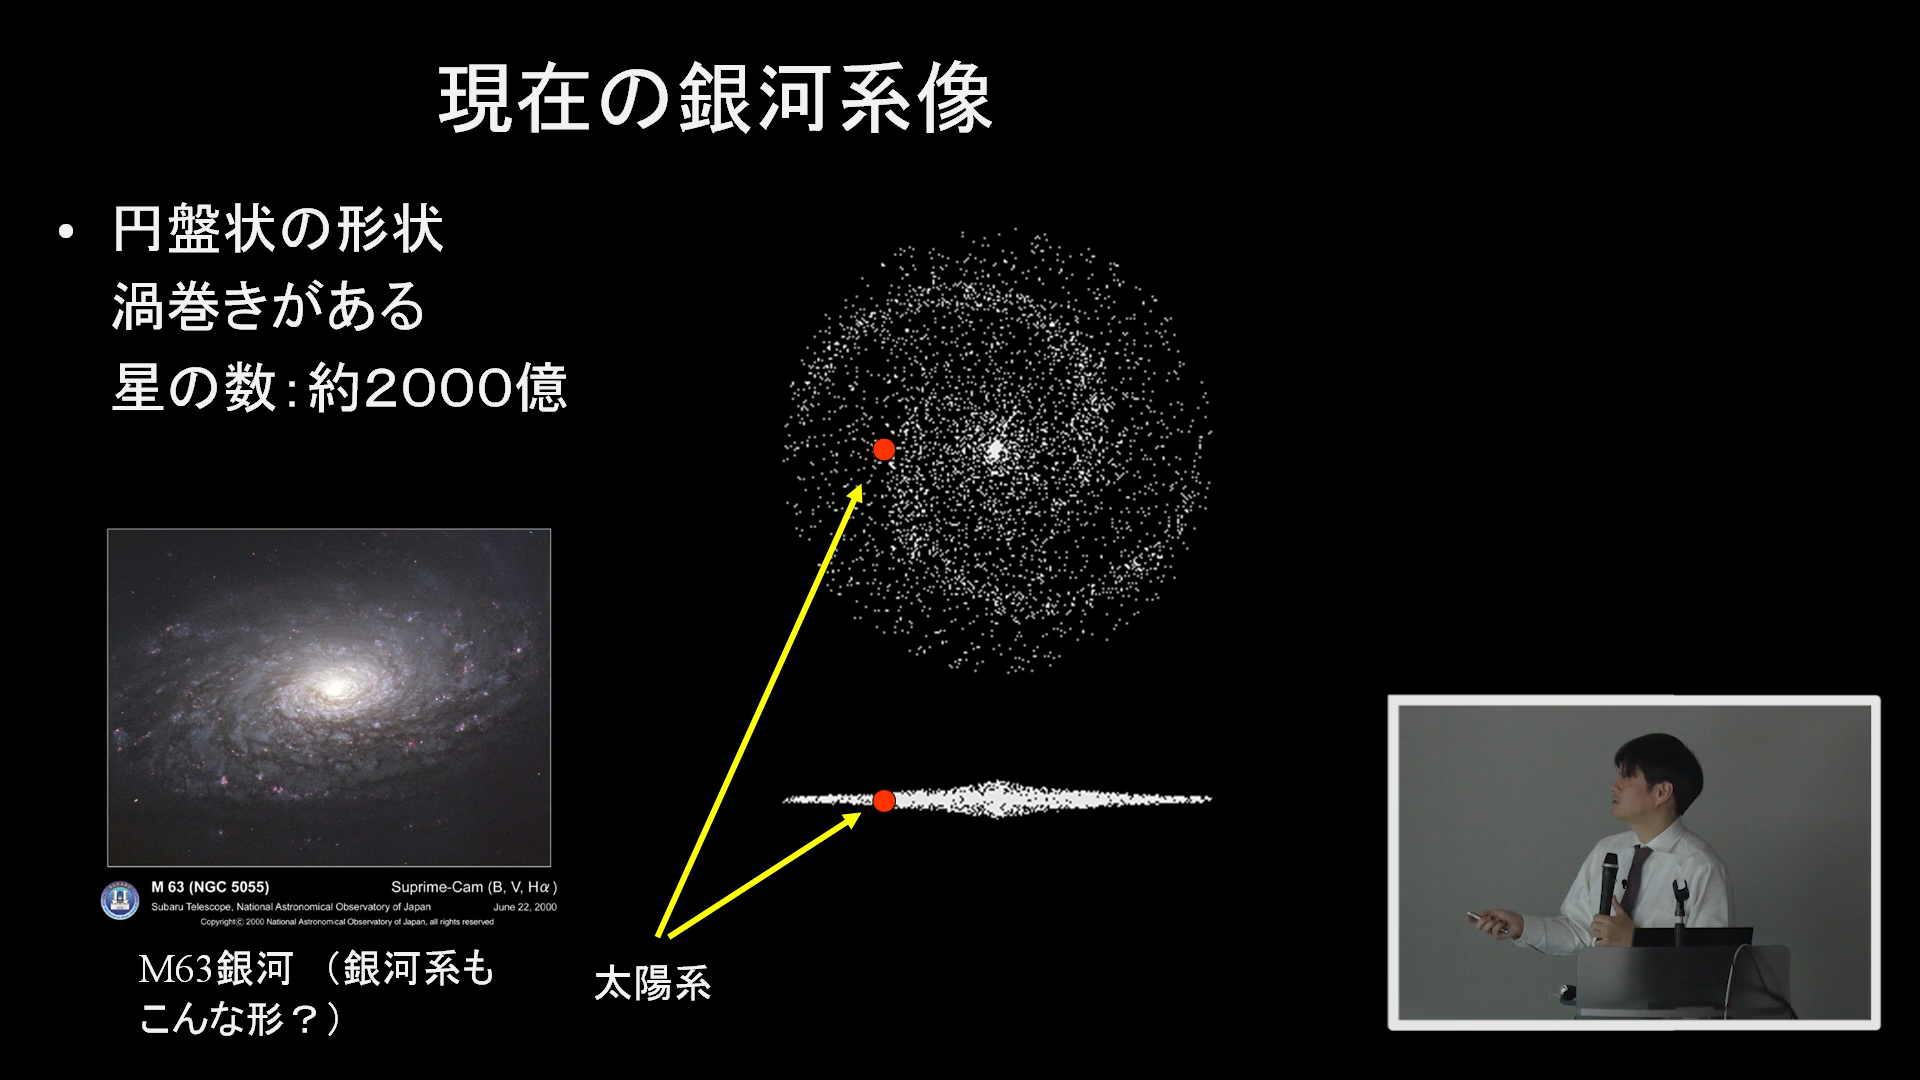 現在の銀河系像
• 円盤状の形状
渦巻きがある
星の数：約２０００億
M 63 (NGC 5055) Suprime-Cam (B, V, Hα)
Subaru Telescope, National Astronomical Observatory of Japan June 22, 2000
Copyright© 2000 National Astronomical Observatory of Japan, all rights reserved
M63銀河 （銀河系も
こんな形？）
太陽系